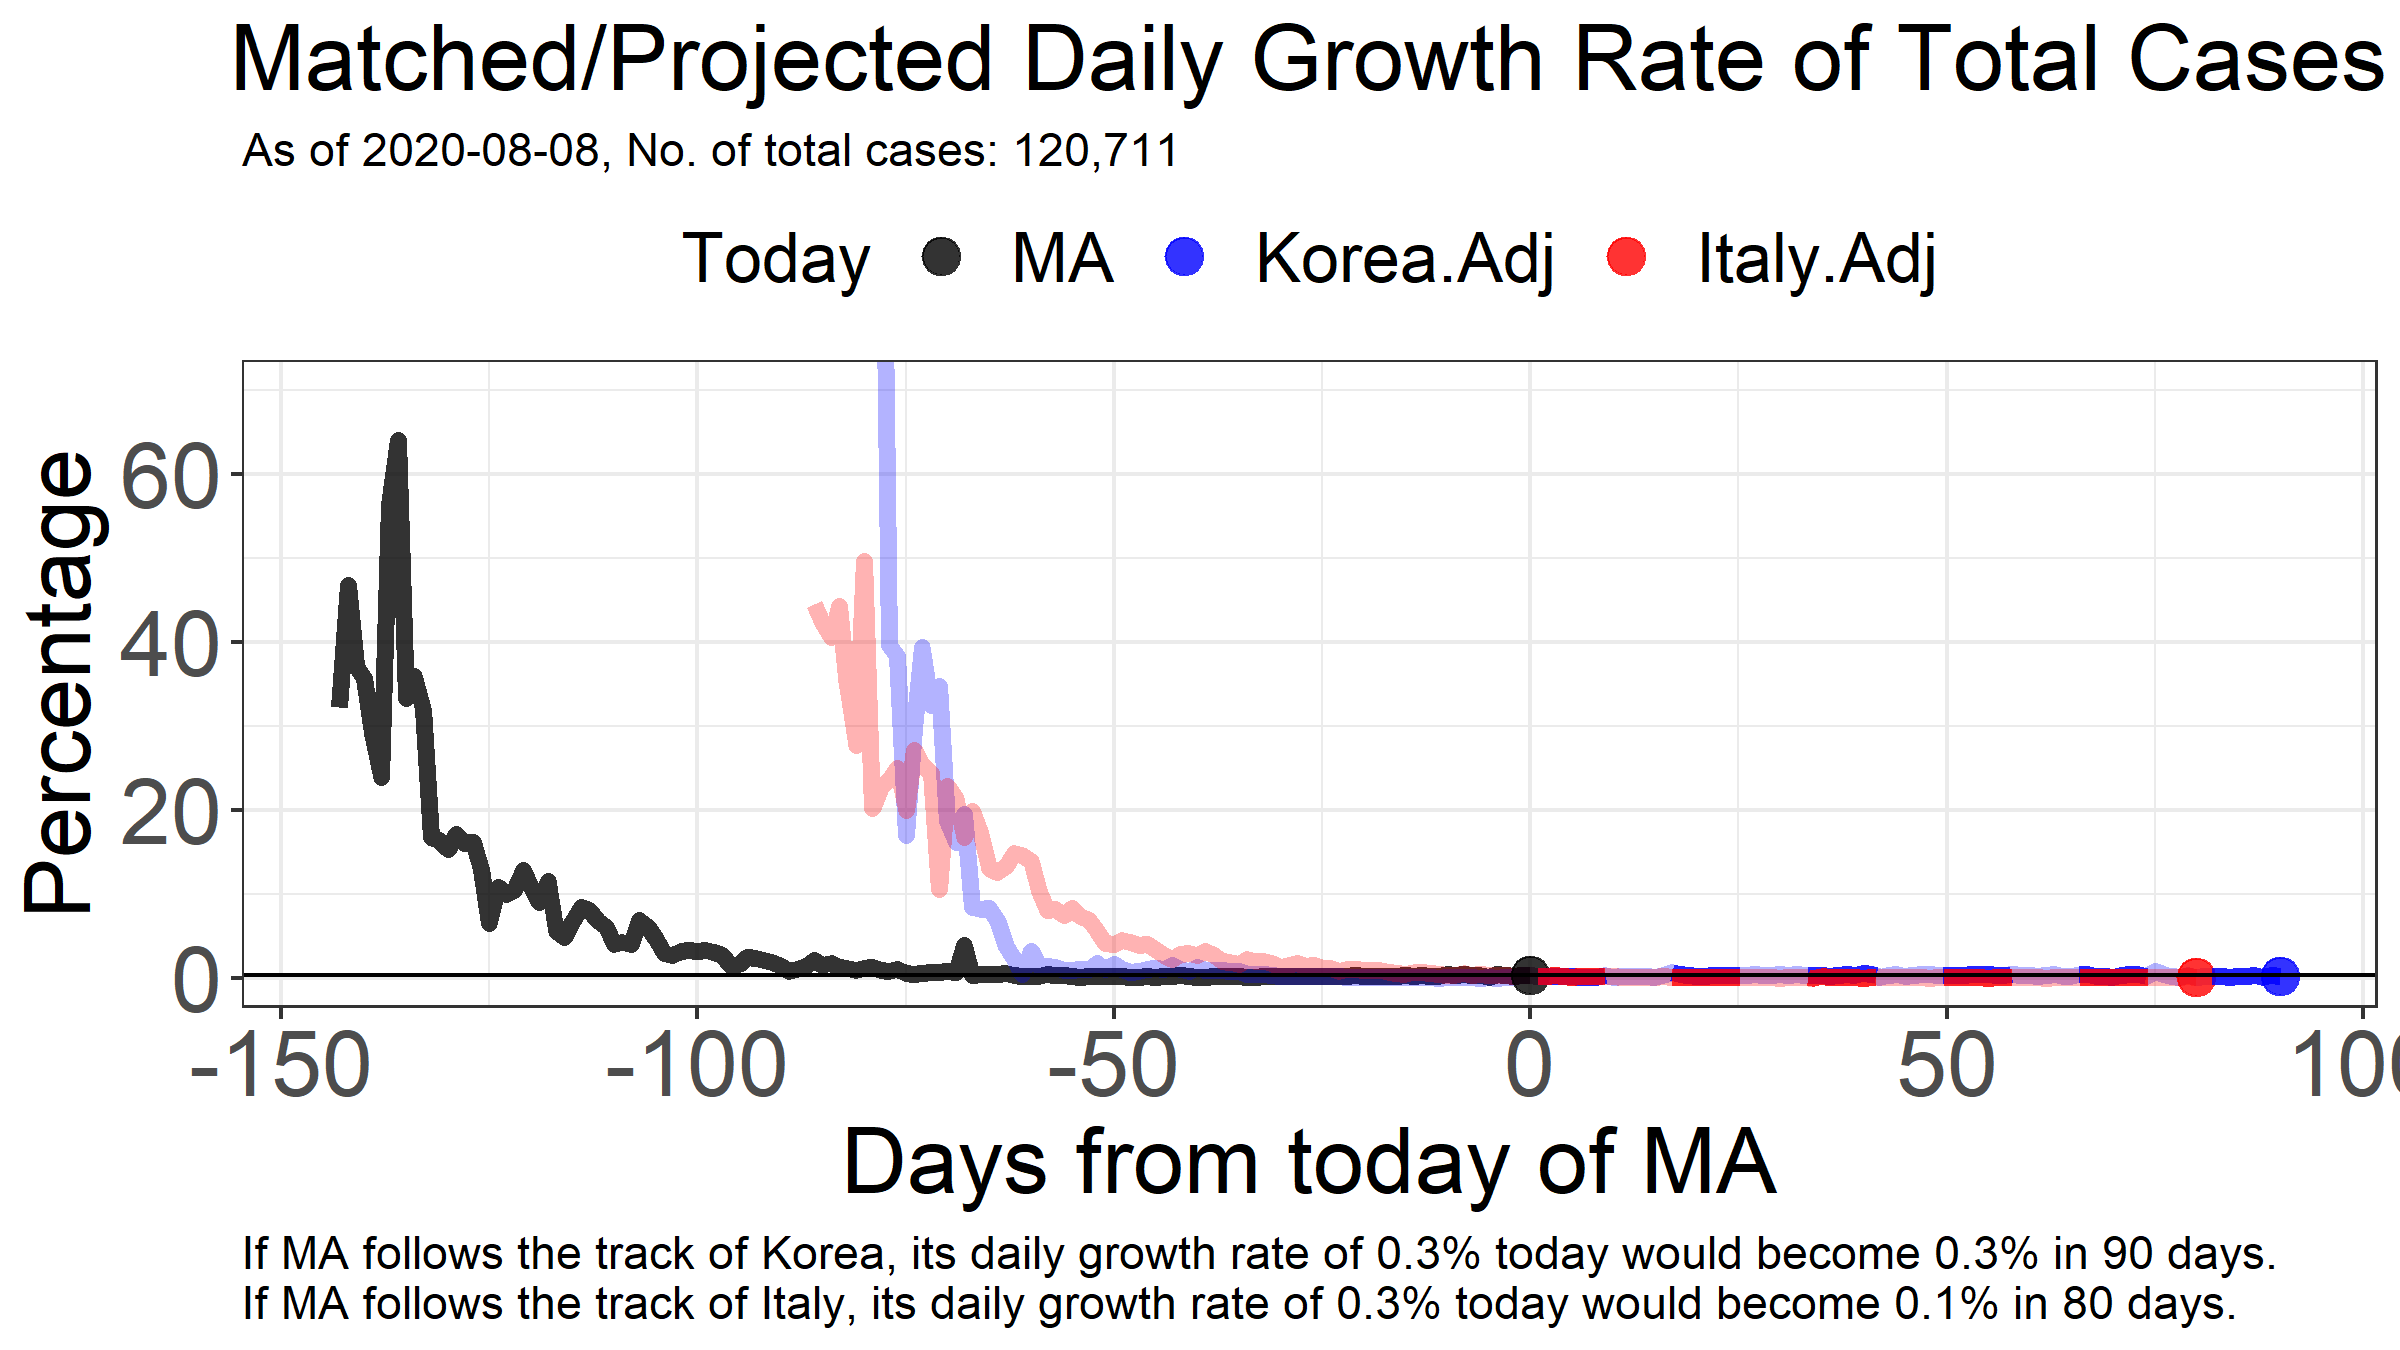 Matched/Projected Daily Growth Rate of Total Cases
As of 2020-08-08, No. of total cases: 120,711
Today MA Korea.Adj Italy.Adj
Percentage
60
40
20
0
-150 -100 -50 0 50 100
Days from today of MA
If MA follows the track of Korea, its daily growth rate of 0.3% today would become 0.3% in 90 days.
If MA follows the track of Italy, its daily growth rate of 0.3% today would become 0.1% in 80 days.